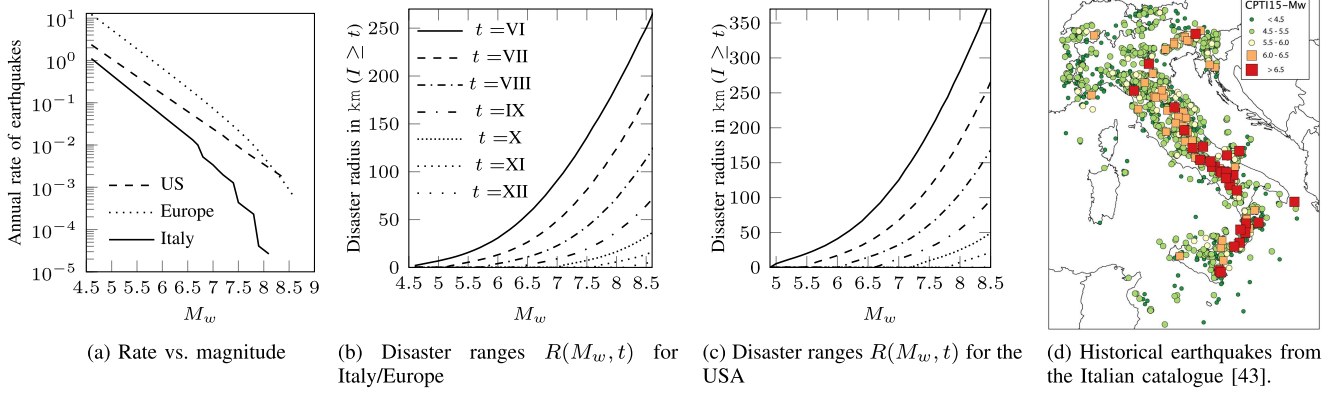 Annual rate of earthquakes
10^1
10^0
10^−1
10^−2
10^−3
10^−4
10^−5
US
Europe
Italy
4.5 5 5.5 6 6.5 7 7.5 8 8.5 9
M_w
(a) Rate vs. magnitude
Disaster radius in km (I ≥ t)
250
200
150
100
50
0
t =VI
t =VII
t =VIII
t =IX
t =X
t =XI
t =XII
4.5 5 5.5 6 6.5 7 7.5 8 8.5
M_w
(b) Disaster ranges R(M_w, t) for
Italy/Europe
Disaster radius in km (I ≥ t)
350
300
250
200
150
100
50
0
5 5.5 6 6.5 7 7.5 8 8.5
M_w
(c) Disaster ranges R(M_w, t) for the
USA
CPTI15-Mw
< 4.5
4.5 - 5.5
5.5 - 6.0
6.0 - 6.5
> 6.5
(d) Historical earthquakes from
the Italian catalogue [43].